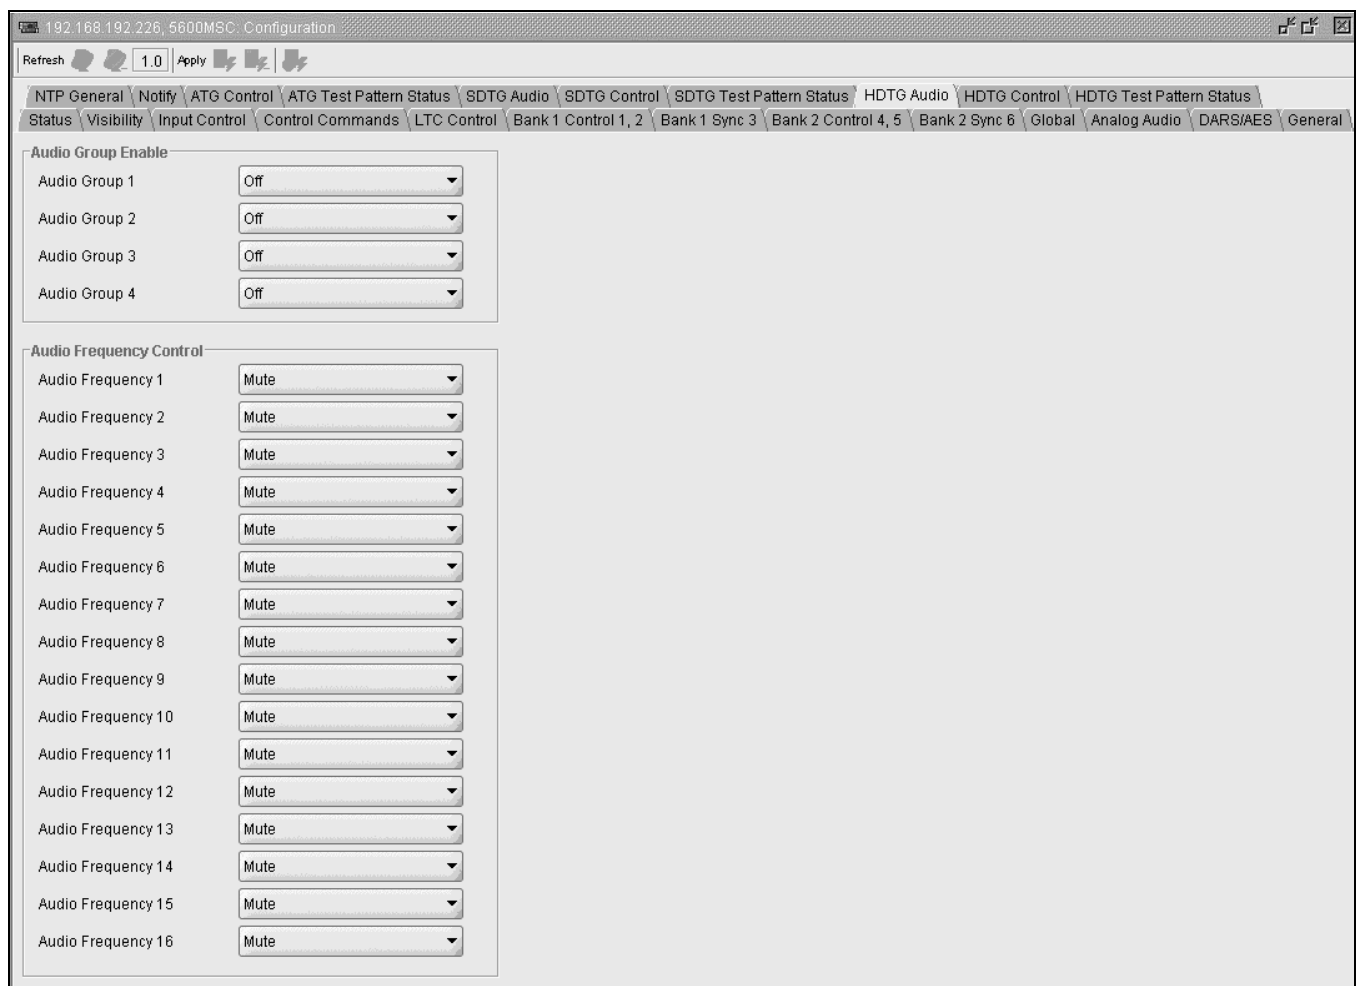 192.168.192.226, 5600MSC: Configuration
Refresh 1.0 Apply
NTP General Notify ATG Control ATG Test Pattern Status SDTG Audio SDTG Control SDTG Test Pattern Status HDTG Audio HDTG Control HDTG Test Pattern Status
Status Visibility Input Control Control Commands LTC Control Bank 1 Control 1, 2 Bank 1 Sync 3 Bank 2 Control 4, 5 Bank 2 Sync 6 Global Analog Audio DARS/AES General
Audio Group Enable
Audio Group 1 Off
Audio Group 2 Off
Audio Group 3 Off
Audio Group 4 Off
Audio Frequency Control
Audio Frequency 1 Mute
Audio Frequency 2 Mute
Audio Frequency 3 Mute
Audio Frequency 4 Mute
Audio Frequency 5 Mute
Audio Frequency 6 Mute
Audio Frequency 7 Mute
Audio Frequency 8 Mute
Audio Frequency 9 Mute
Audio Frequency 10 Mute
Audio Frequency 11 Mute
Audio Frequency 12 Mute
Audio Frequency 13 Mute
Audio Frequency 14 Mute
Audio Frequency 15 Mute
Audio Frequency 16 Mute